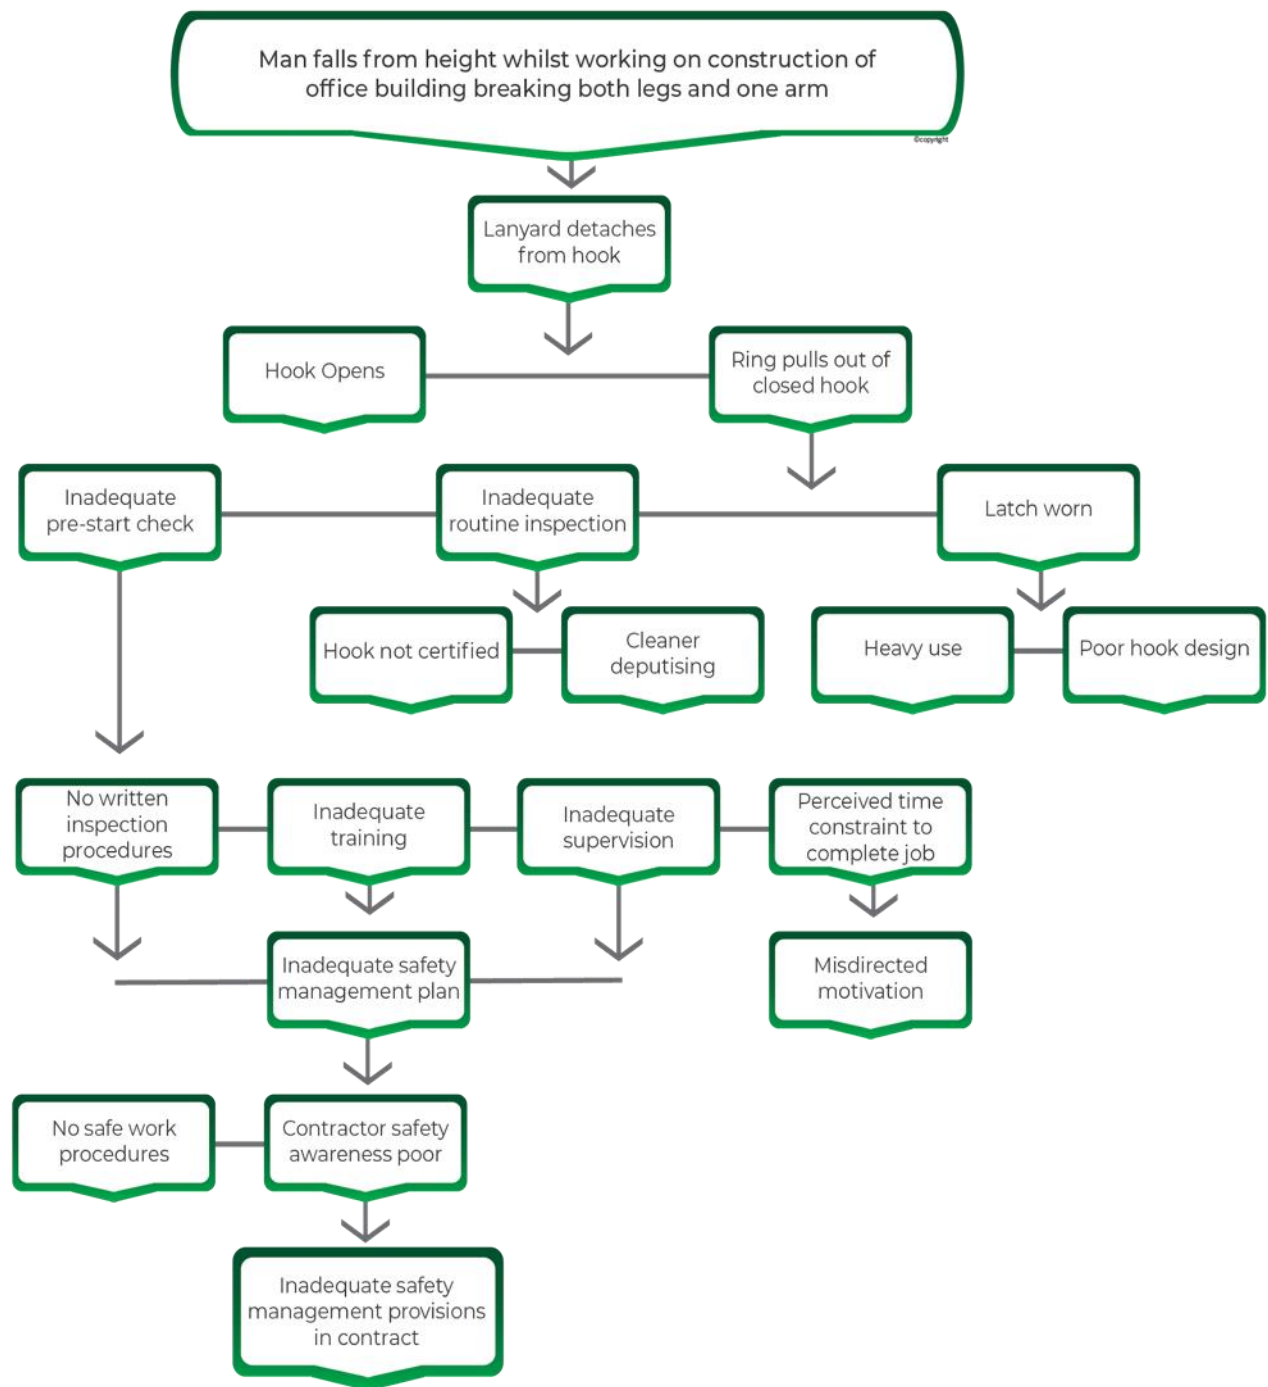 Man falls from height whilst working on construction of
office building breaking both legs and one arm
©copyright
Lanyard detaches
from hook
Hook Opens
Ring pulls out of
closed hook
Inadequate
pre-start check
Inadequate
routine inspection
Latch worn
Hook not certified
Cleaner
deputising
Heavy use
Poor hook design
No written
inspection
procedures
Inadequate
training
Inadequate
supervision
Perceived time
constraint to
complete job
Inadequate safety
management plan
Misdirected
motivation
No safe work
procedures
Contractor safety
awareness poor
Inadequate safety
management provisions
in contract